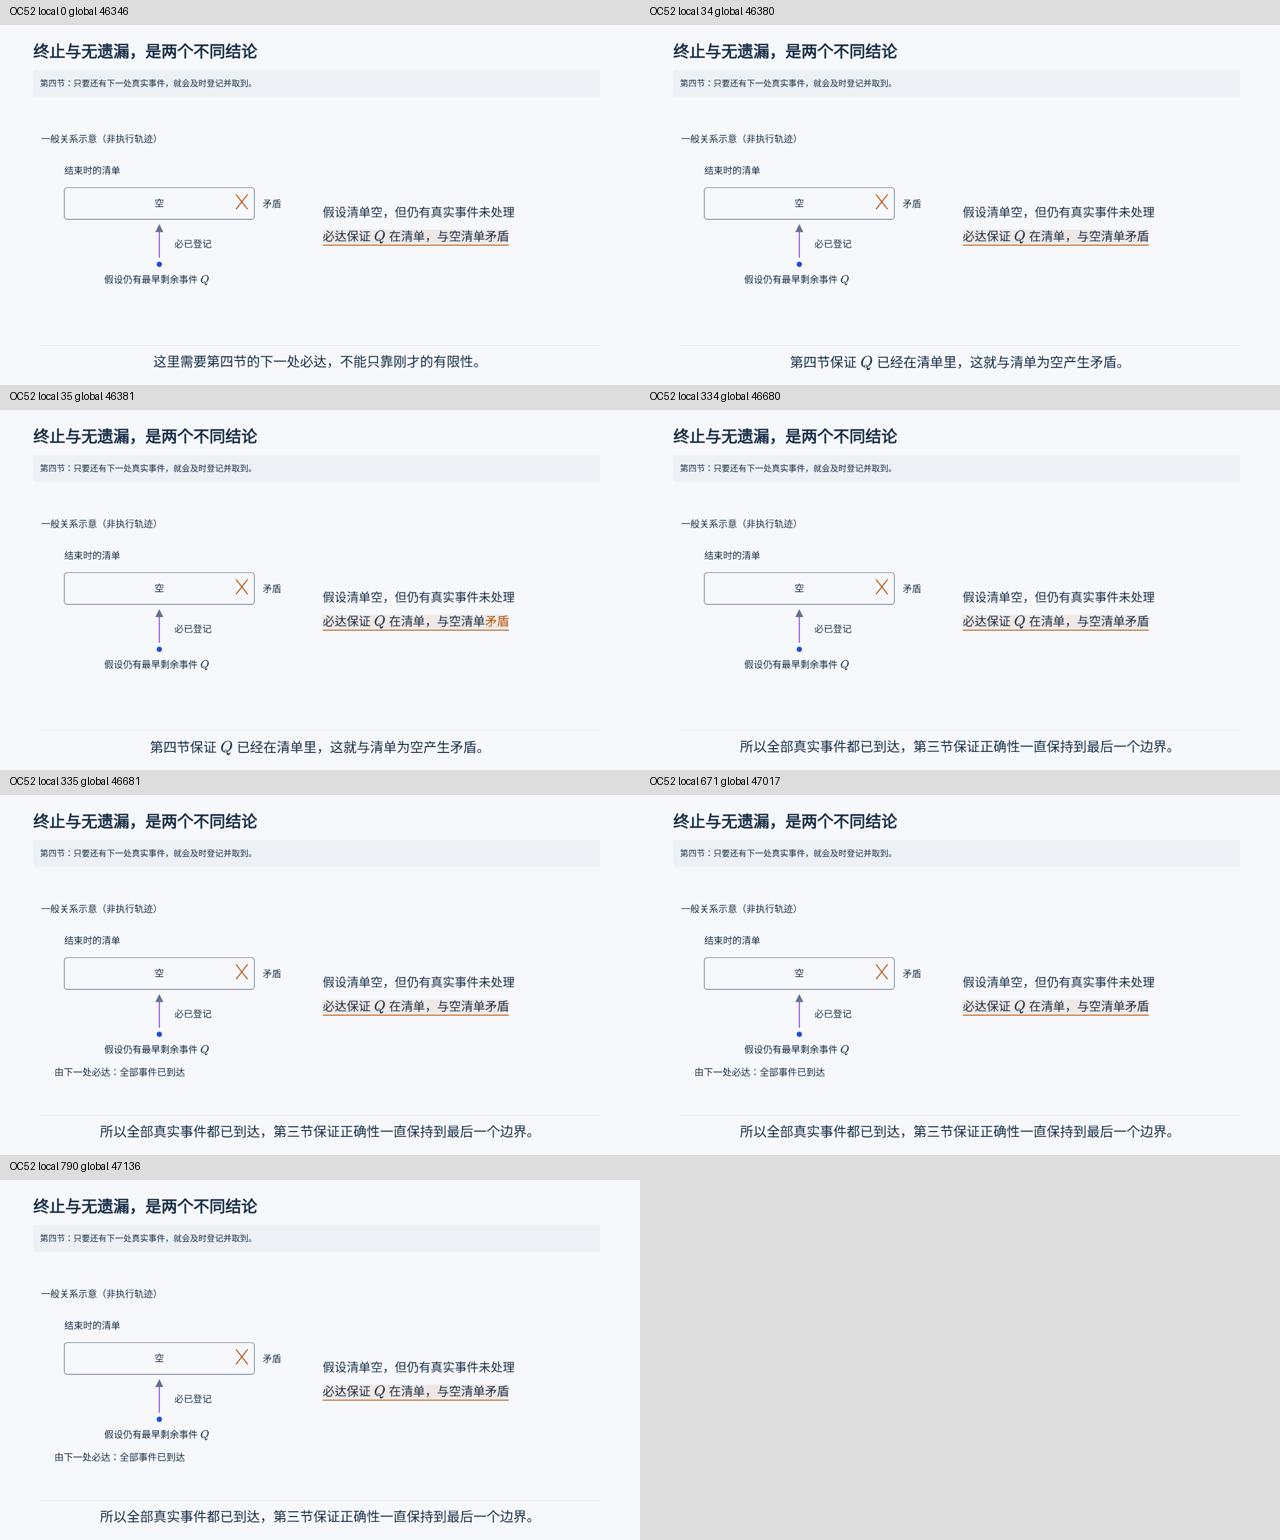 OC52 local 0 global 46346
终止与无遗漏，是两个不同结论
第四节：只要还有下一处真实事件，就会及时登记并取到。
一般关系示意（非执行轨迹）
结束时的清单
空
矛盾
必已登记
假设仍有最早剩余事件 Q
假设清单空，但仍有真实事件未处理
必达保证 Q 在清单，与空清单矛盾
这里需要第四节的下一处必达，不能只靠刚才的有限性。
OC52 local 34 global 46380
终止与无遗漏，是两个不同结论
第四节：只要还有下一处真实事件，就会及时登记并取到。
一般关系示意（非执行轨迹）
结束时的清单
空
矛盾
必已登记
假设仍有最早剩余事件 Q
假设清单空，但仍有真实事件未处理
必达保证 Q 在清单，与空清单矛盾
第四节保证 Q 已经在清单里，这就与清单为空产生矛盾。
OC52 local 35 global 46381
终止与无遗漏，是两个不同结论
第四节：只要还有下一处真实事件，就会及时登记并取到。
一般关系示意（非执行轨迹）
结束时的清单
空
矛盾
必已登记
假设仍有最早剩余事件 Q
假设清单空，但仍有真实事件未处理
必达保证 Q 在清单，与空清单矛盾
第四节保证 Q 已经在清单里，这就与清单为空产生矛盾。
OC52 local 334 global 46680
终止与无遗漏，是两个不同结论
第四节：只要还有下一处真实事件，就会及时登记并取到。
一般关系示意（非执行轨迹）
结束时的清单
空
矛盾
必已登记
假设仍有最早剩余事件 Q
假设清单空，但仍有真实事件未处理
必达保证 Q 在清单，与空清单矛盾
所以全部真实事件都已到达，第三节保证正确性一直保持到最后一个边界。
OC52 local 335 global 46681
终止与无遗漏，是两个不同结论
第四节：只要还有下一处真实事件，就会及时登记并取到。
一般关系示意（非执行轨迹）
结束时的清单
空
矛盾
必已登记
假设仍有最早剩余事件 Q
由下一处必达：全部事件已到达
假设清单空，但仍有真实事件未处理
必达保证 Q 在清单，与空清单矛盾
所以全部真实事件都已到达，第三节保证正确性一直保持到最后一个边界。
OC52 local 671 global 47017
终止与无遗漏，是两个不同结论
第四节：只要还有下一处真实事件，就会及时登记并取到。
一般关系示意（非执行轨迹）
结束时的清单
空
矛盾
必已登记
假设仍有最早剩余事件 Q
由下一处必达：全部事件已到达
假设清单空，但仍有真实事件未处理
必达保证 Q 在清单，与空清单矛盾
所以全部真实事件都已到达，第三节保证正确性一直保持到最后一个边界。
OC52 local 790 global 47136
终止与无遗漏，是两个不同结论
第四节：只要还有下一处真实事件，就会及时登记并取到。
一般关系示意（非执行轨迹）
结束时的清单
空
矛盾
必已登记
假设仍有最早剩余事件 Q
由下一处必达：全部事件已到达
假设清单空，但仍有真实事件未处理
必达保证 Q 在清单，与空清单矛盾
所以全部真实事件都已到达，第三节保证正确性一直保持到最后一个边界。